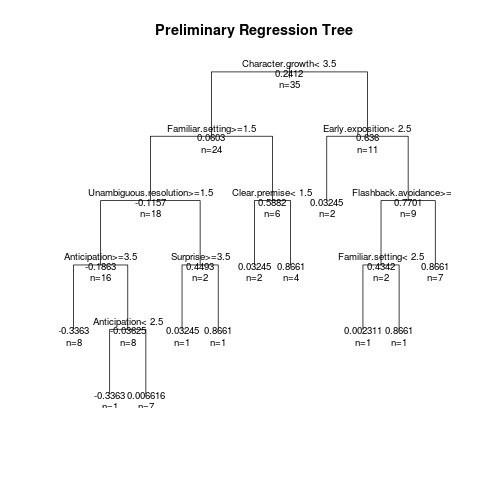 Preliminary Regression Tree
Character.growth< 3.5
0.2412
n=35
Familiar.setting>=1.5
0.0603
n=24
Early.exposition< 2.5
0.636
n=11
Unambiguous.resolution>=1.5
-0.1157
n=18
Clear.premise< 1.5
0.5882
n=6
0.03245
n=2
Flashback.avoidance>=
0.7701
n=9
Anticipation>=3.5
-0.1863
n=16
Surprise>=3.5
0.4493
n=2
0.03245
n=2
0.8661
n=4
Familiar.setting< 2.5
0.4342
n=2
0.8661
n=7
-0.3363
n=8
Anticipation< 2.5
-0.03625
n=8
0.03245
n=1
0.8661
n=1
0.002311
n=1
0.8661
n=1
-0.3363
n=1
0.006616
n=7